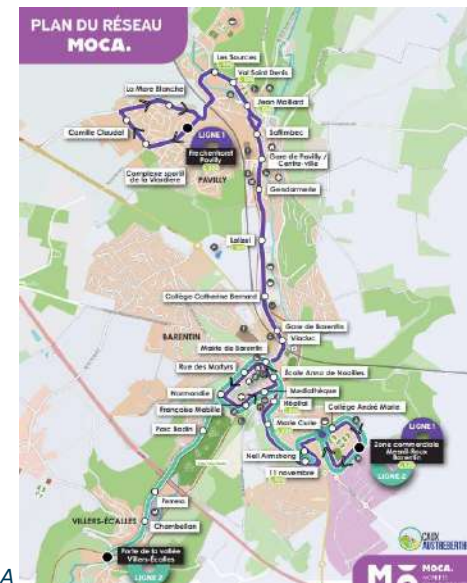 PLAN DU RÉSEAU
MOCA.
Les Sources
Val Saint Denis
La Mare Blanche
Jean Maillard
LIGNE 1
Saffimbec
Camille Claudel
Pavilly
Gare de Pavilly /
Centre-ville
Complexe sportif
de la Viardière
PAVILLY
Gendarmerie
Collège Catherine Bernard
BARENTIN
Gare de Barentin
Viaduc
Mairie de Barentin
Rue des Martyrs
École Anna de Noailles
Normandie
Médiathèque
Hôpital
Françoise Mobille
Collège André Marie
Parc Badin
Marie Curie
LIGNE 1
Zone commerciale
Mesnil-Roux
Barentin
Neil Armstrong
LIGNE 2
11 novembre
VILLERS-ÉCALLES
Chambellan
CAUX
AUSTREBERTHE
Porte de la vallée
Villers-Écalles
LIGNE 2
MOCA.
A